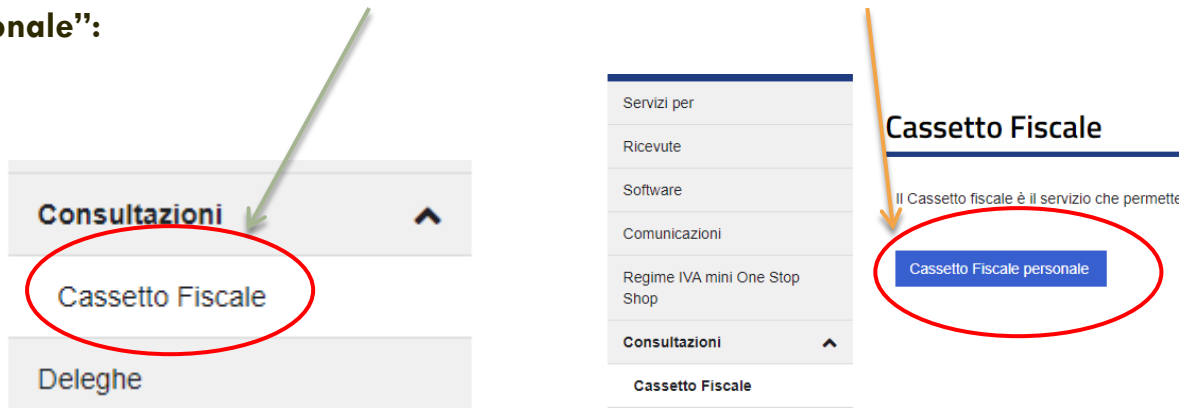 onale”:
Consultazioni
Cassetto Fiscale
Deleghe
Servizi per
Ricevute
Software
Comunicazioni
Regime IVA mini One Stop
Shop
Consultazioni
Cassetto Fiscale
Cassetto Fiscale
Il Cassetto fiscale è il servizio che permette
Cassetto Fiscale personale